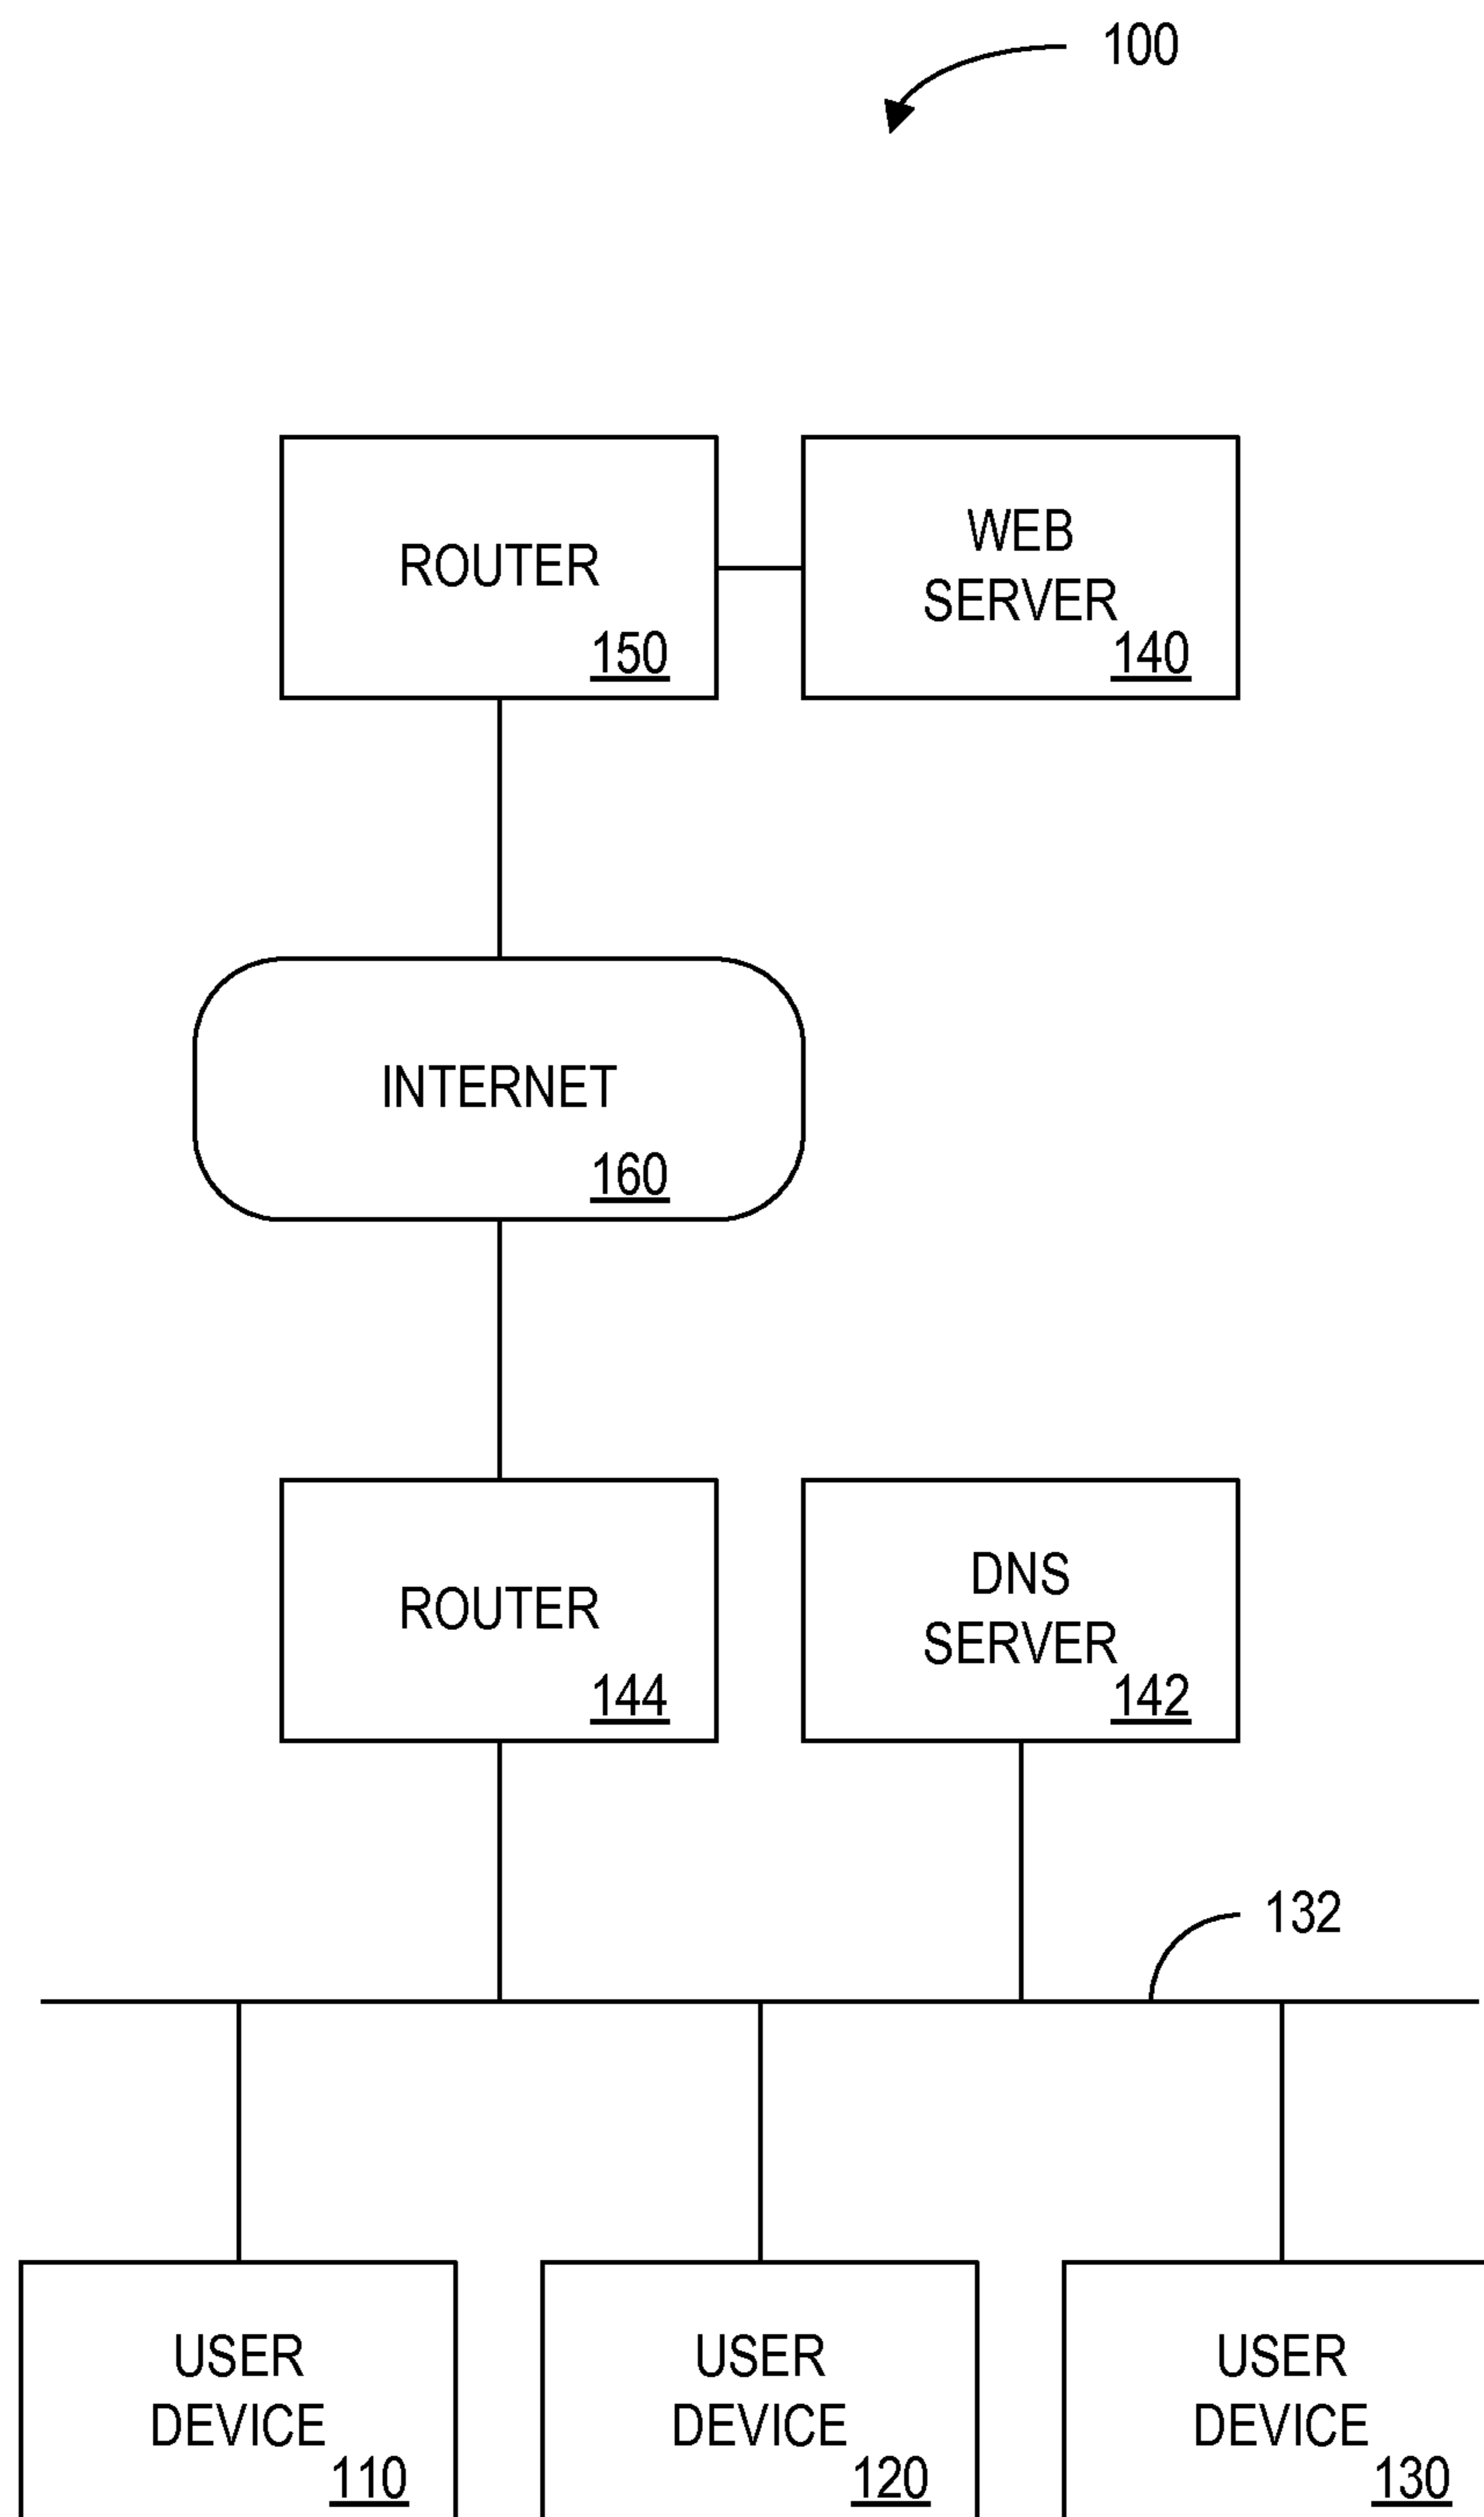 100
ROUTER
150
WEB
SERVER
140
INTERNET
160
ROUTER
144
DNS
SERVER
142
132
USER
DEVICE
110
USER
DEVICE
120
USER
DEVICE
130